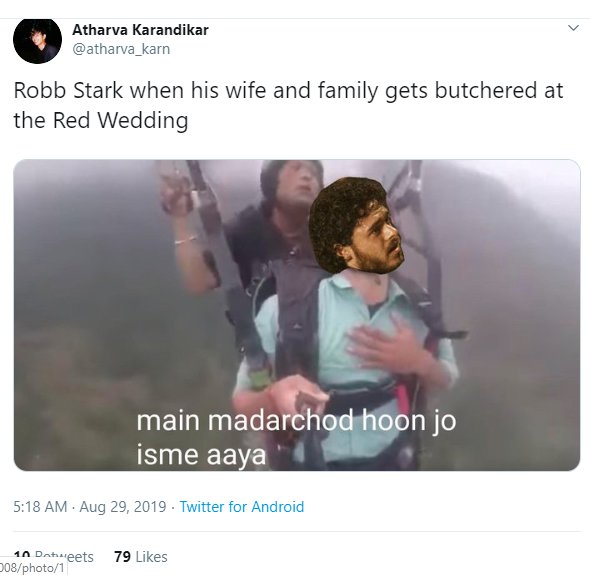 Atharva Karandikar
@atharva_karn
Robb Stark when his wife and family gets butchered at
the Red Wedding
main madarchod hoon jo
isme aaya
5:18 AM · Aug 29, 2019 · Twitter for Android
10 Retweets 79 Likes
008/photo/1